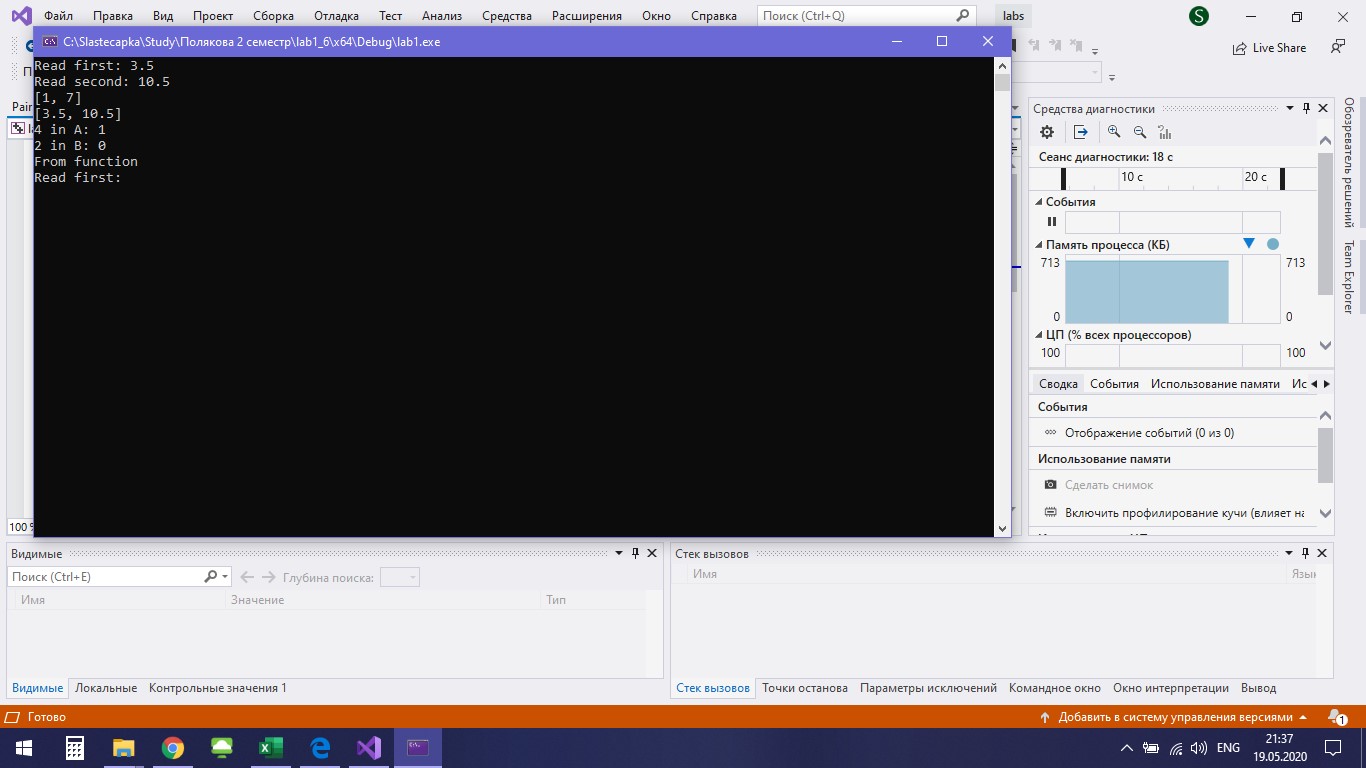 Файл Правка Вид Проект Сборка Отладка Тест Анализ Средства Расширения Окно Справка Поиск (Ctrl+Q) labs S
Live Share
C:\Slastecapka\Study\Полякова 2 семестр\lab1_6\x64\Debug\lab1.exe
Read first: 3.5
Read second: 10.5
[1, 7]
[3.5, 10.5]
4 in A: 1
2 in B: 0
From function
Read first:
Pair
100 %
Средства диагностики
Сеанс диагностики: 18 с
10 с 20 с
События
Память процесса (КБ)
713 713
0 0
ЦП (% всех процессоров)
100 100
Сводка События Использование памяти Ис
События
Отображение событий (0 из 0)
Использование памяти
Сделать снимок
Включить профилирование кучи (влияет на
Обозреватель решений
Team Explorer
Видимые
Поиск (Ctrl+E) Глубина поиска:
Имя Значение Тип
Видимые Локальные Контрольные значения 1
Стек вызовов
Имя Язык
Стек вызовов Точки останова Параметры исключений Командное окно Окно интерпретации Вывод
Готово Добавить в систему управления версиями 1
ENG 21:37
19.05.2020